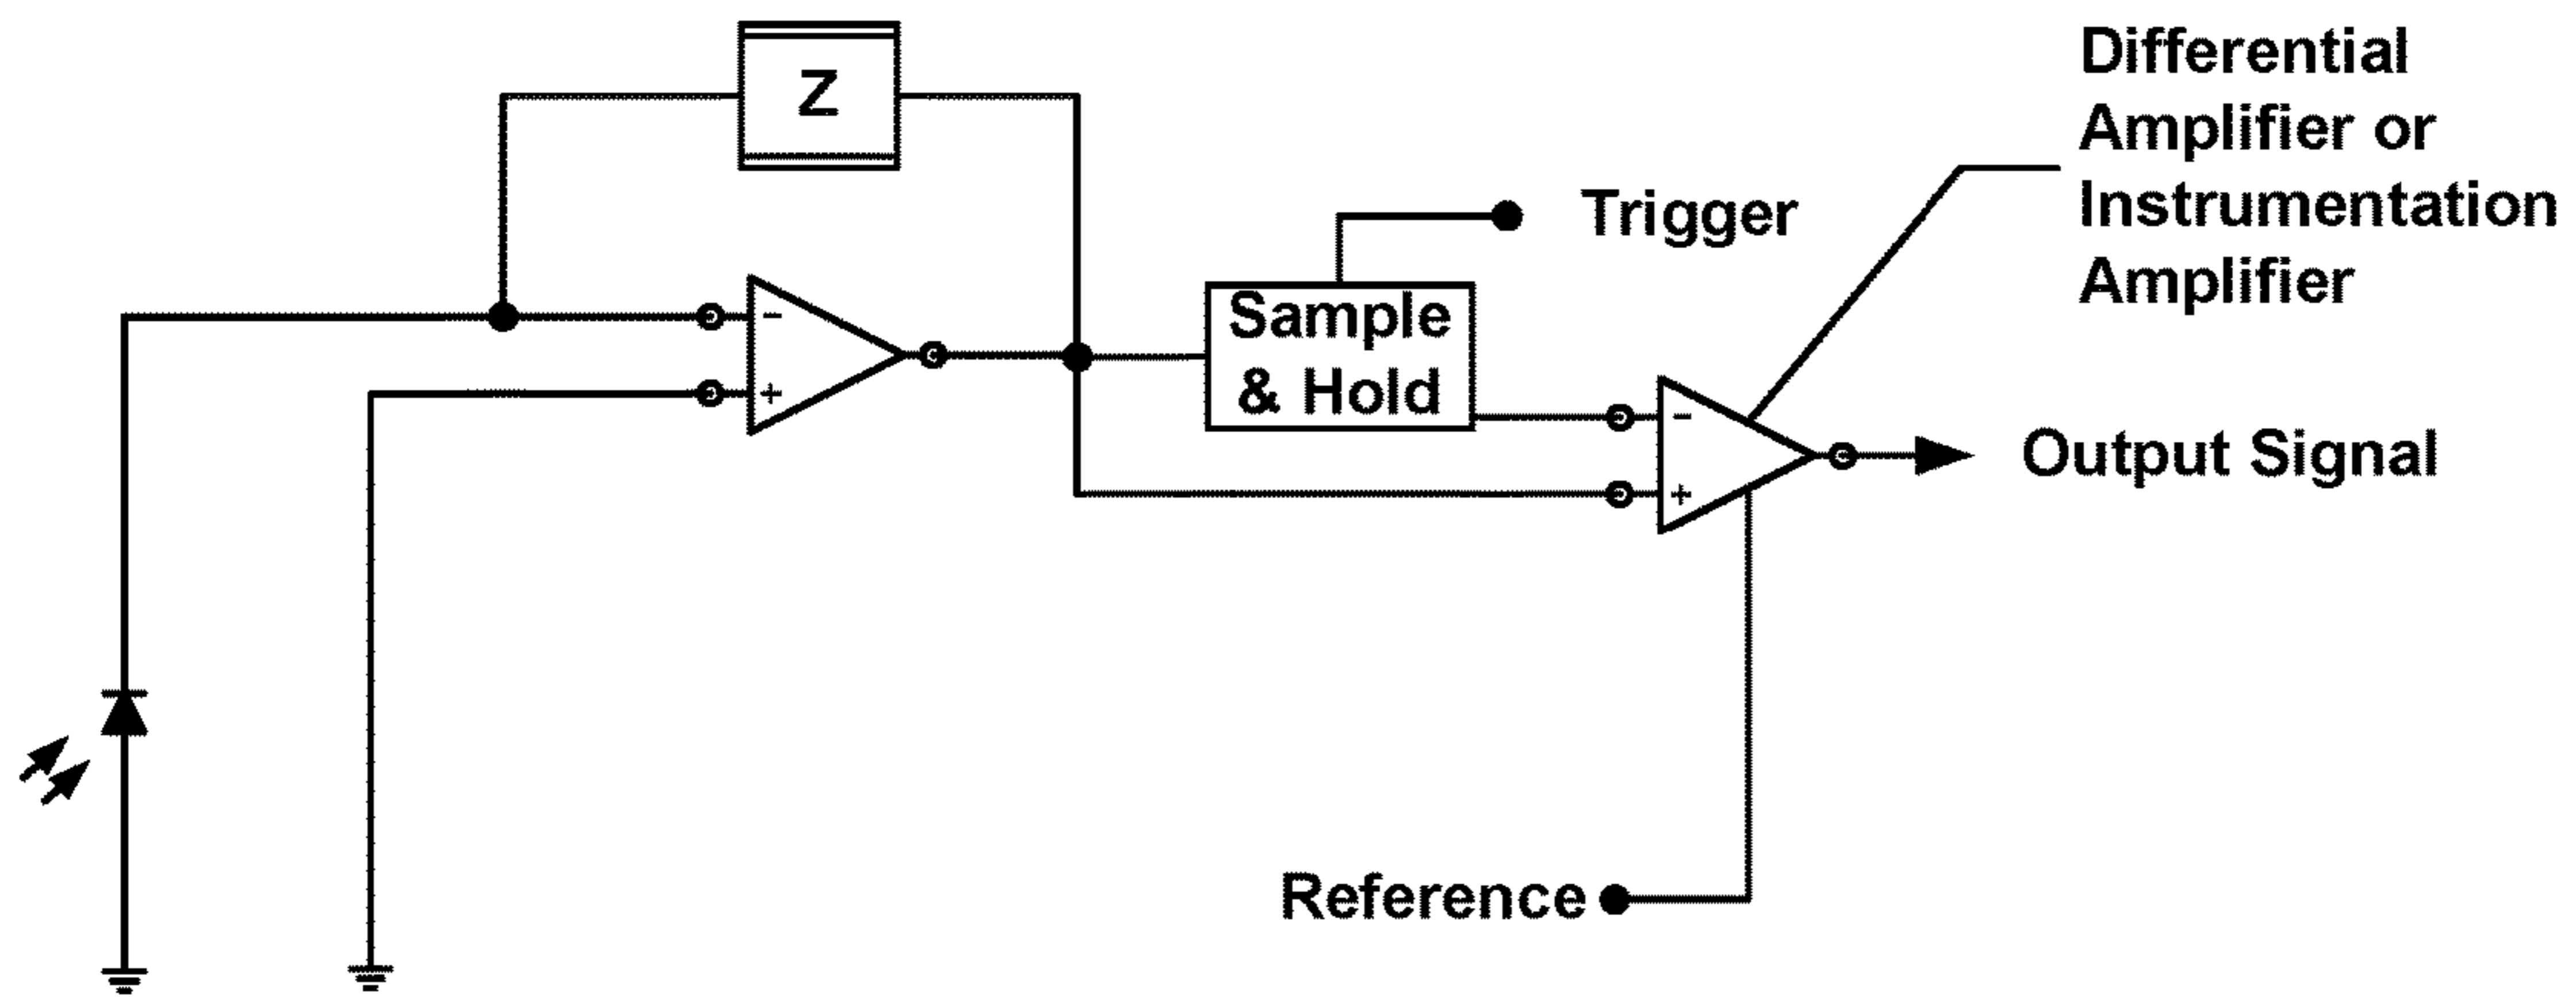 Z
Differential
Amplifier or
Instrumentation
Amplifier
Trigger
Sample
& Hold
-
+
-
+
Output Signal
Reference